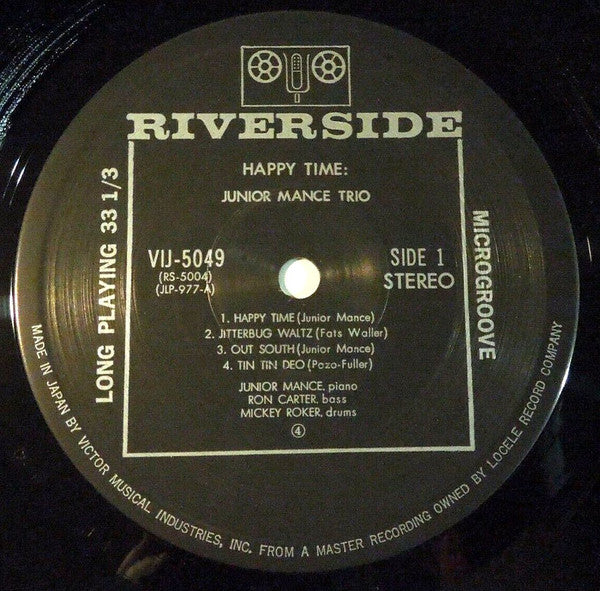 RIVERSIDE
HAPPY TIME:
JUNIOR MANCE TRIO
LONG PLAYING 33 1/3
VIJ-5049
(RS-5004)
(JLP-977-A)
SIDE 1
STEREO
MICROGROOVE
1. HAPPY TIME (Junior Mance)
2. JITTERBUG WALTZ (Fats Waller)
3. OUT SOUTH (Junior Mance)
4. TIN TIN DEO (Pozo-Fuller)
JUNIOR MANCE, piano
RON CARTER, bass
MICKEY ROKER, drums
④
MADE IN JAPAN BY VICTOR MUSICAL INDUSTRIES, INC. FROM A MASTER RECORDING OWNED BY LOCELE RECORD COMPANY